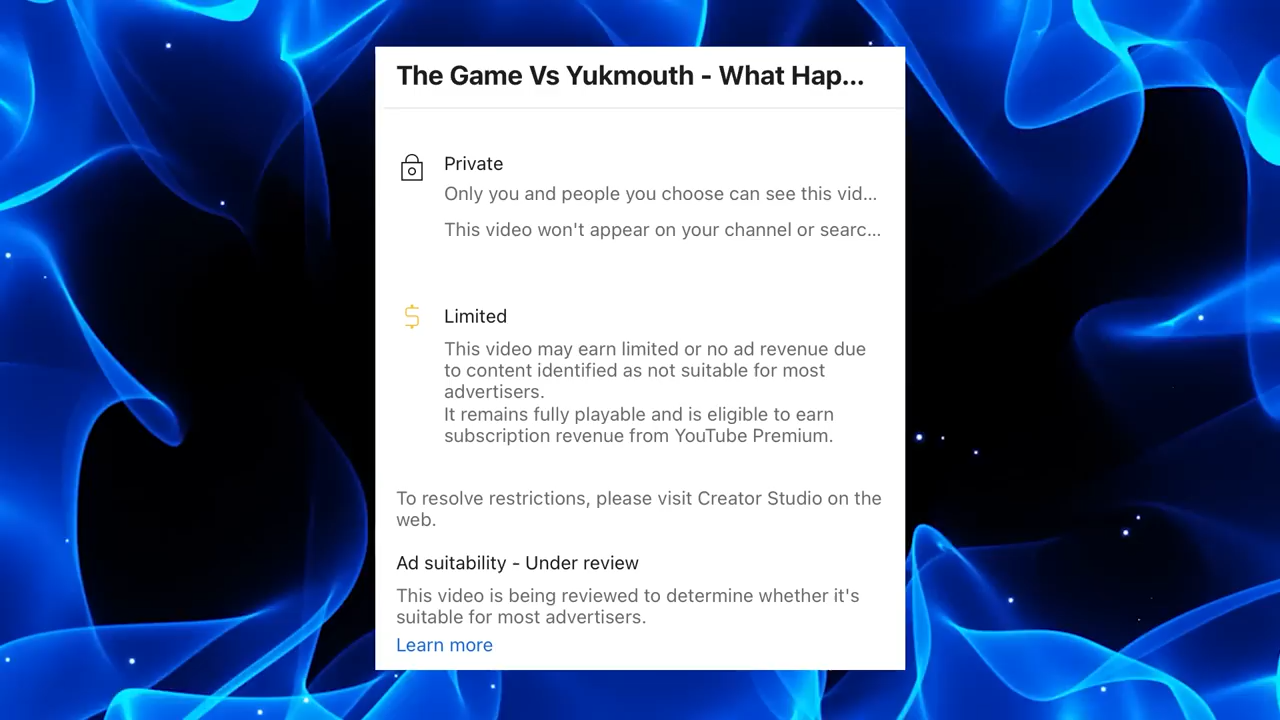 The Game Vs Yukmouth - What Hap...
Private
Only you and people you choose can see this vid...
This video won't appear on your channel or searc...
Limited
This video may earn limited or no ad revenue due
to content identified as not suitable for most
advertisers.
It remains fully playable and is eligible to earn
subscription revenue from YouTube Premium.
To resolve restrictions, please visit Creator Studio on the
web.
Ad suitability - Under review
This video is being reviewed to determine whether it's
suitable for most advertisers.
Learn more